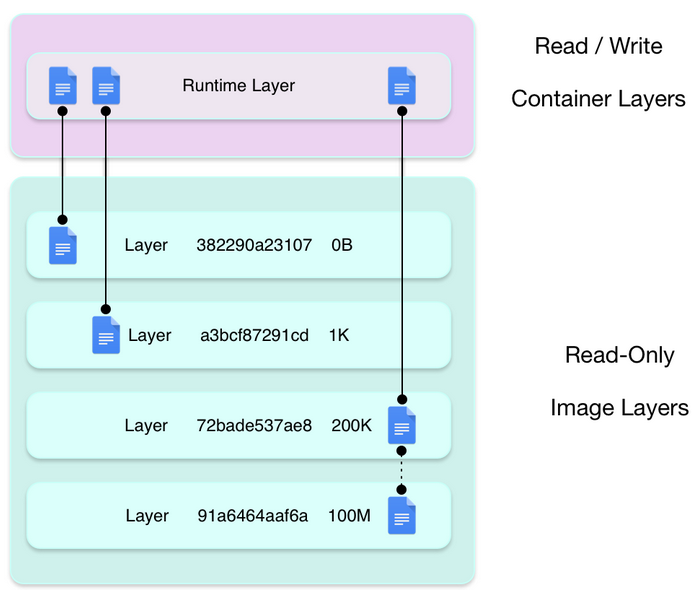 Read / Write
Container Layers
Runtime Layer
Layer 382290a23107 0B
Layer a3bcf87291cd 1K
Layer 72bade537ae8 200K
Layer 91a6464aaf6a 100M
Read-Only
Image Layers